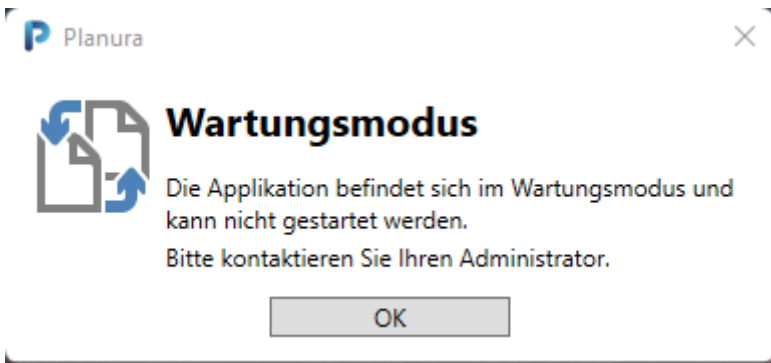 Planura
Wartungsmodus
Die Applikation befindet sich im Wartungsmodus und
kann nicht gestartet werden.
Bitte kontaktieren Sie Ihren Administrator.
OK